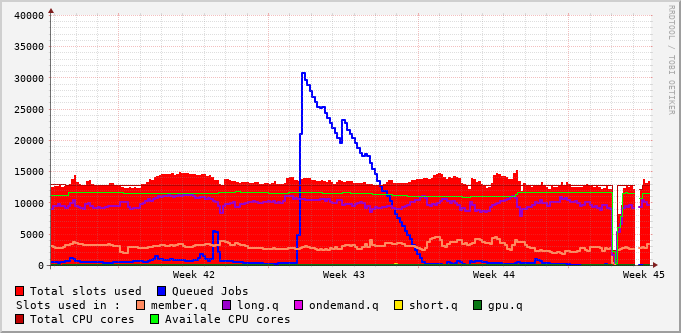 40000
35000
30000
25000
20000
15000
10000
5000
0
Week 42 Week 43 Week 44 Week 45
Total slots used Queued Jobs
Slots used in : member.q long.q ondemand.q short.q gpu.q
Total CPU cores Availale CPU cores
RRDTOOL / TOBI OETIKER